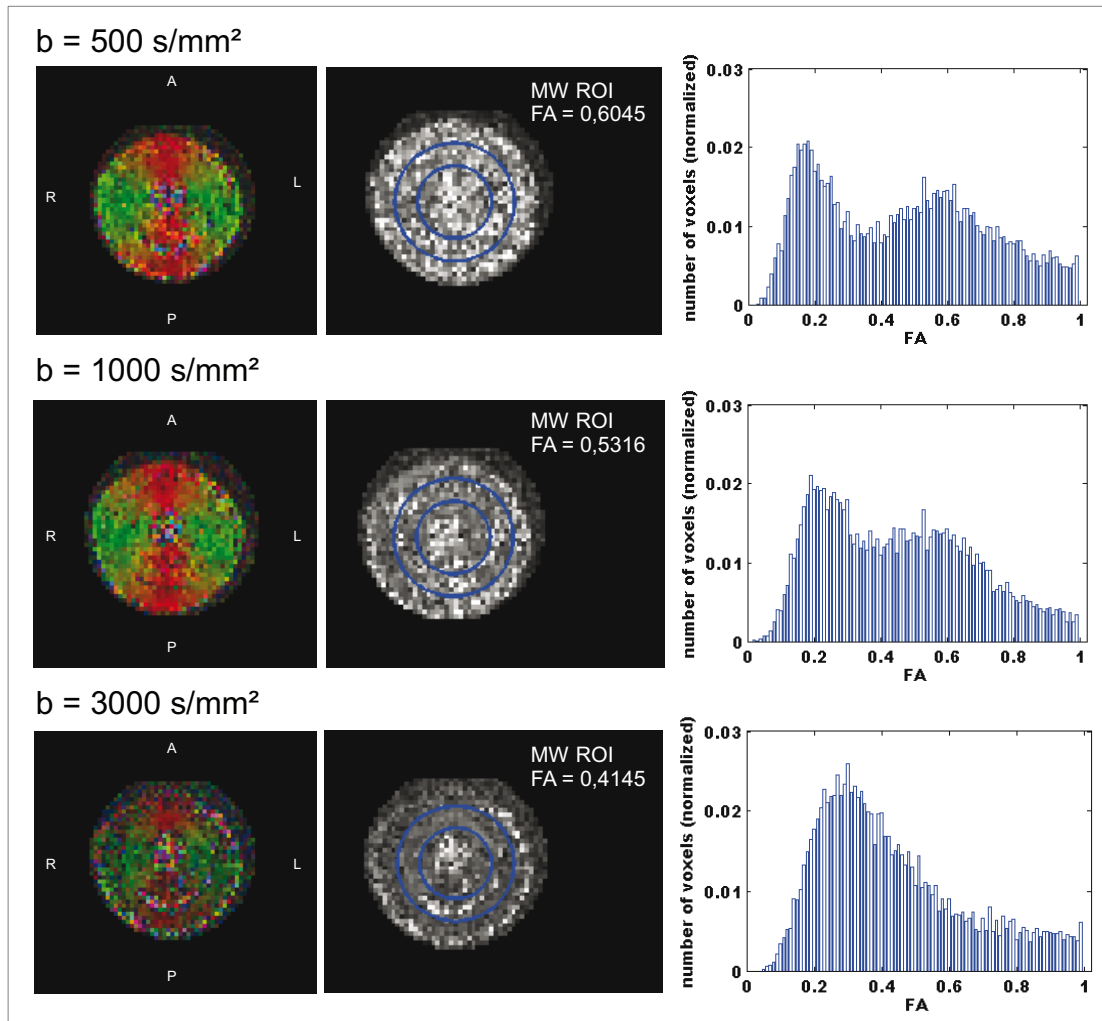 b = 500 s/mm²
A
R
L
P
MW ROI
FA = 0,6045
number of voxels (normalized)
0.03
0.02
0.01
0
0 0.2 0.4 0.6 0.8 1
FA
b = 1000 s/mm²
A
R
L
P
MW ROI
FA = 0,5316
number of voxels (normalized)
0.03
0.02
0.01
0
0 0.2 0.4 0.6 0.8 1
FA
b = 3000 s/mm²
A
R
L
P
MW ROI
FA = 0,4145
number of voxels (normalized)
0.03
0.02
0.01
0
0 0.2 0.4 0.6 0.8 1
FA